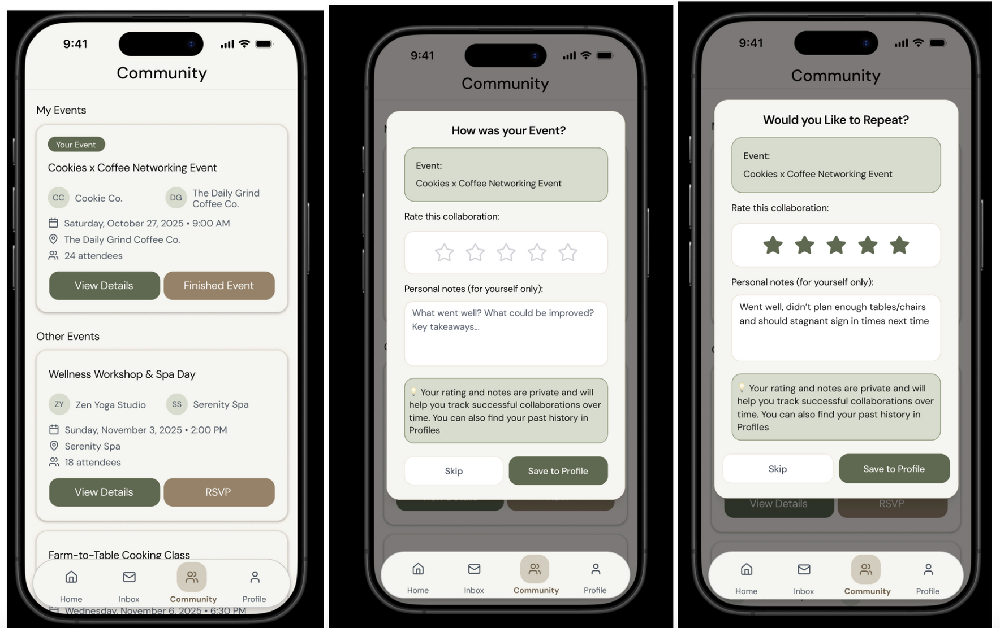 9:41
Community
My Events
Your Event
Cookies x Coffee Networking Event
CC Cookie Co.
DG The Daily Grind
Coffee Co.
Saturday, October 27, 2025 • 9:00 AM
The Daily Grind Coffee Co.
24 attendees
View Details
Finished Event
Other Events
Wellness Workshop & Spa Day
ZY Zen Yoga Studio
SS Serenity Spa
Sunday, November 3, 2025 • 2:00 PM
Serenity Spa
18 attendees
View Details
RSVP
Farm-to-Table Cooking Class
Home
Inbox
Community
Profile
Wednesday, November 6, 2025 • 6:30 PM
9:41
Community
How was your Event?
Event:
Cookies x Coffee Networking Event
Rate this collaboration:
Personal notes (for yourself only):
What went well? What could be improved?
Key takeaways...
💡 Your rating and notes are private and will
help you track successful collaborations over
time. You can also find your past history in
Profiles
Skip
Save to Profile
Home
Inbox
Community
Profile
9:41
Community
Would you Like to Repeat?
Event:
Cookies x Coffee Networking Event
Rate this collaboration:
Personal notes (for yourself only):
Went well, didn’t plan enough tables/chairs
and should stagnant sign in times next time
💡 Your rating and notes are private and will
help you track successful collaborations over
time. You can also find your past history in
Profiles
Skip
Save to Profile
View Details
RSVP
Home
Inbox
Community
Profile